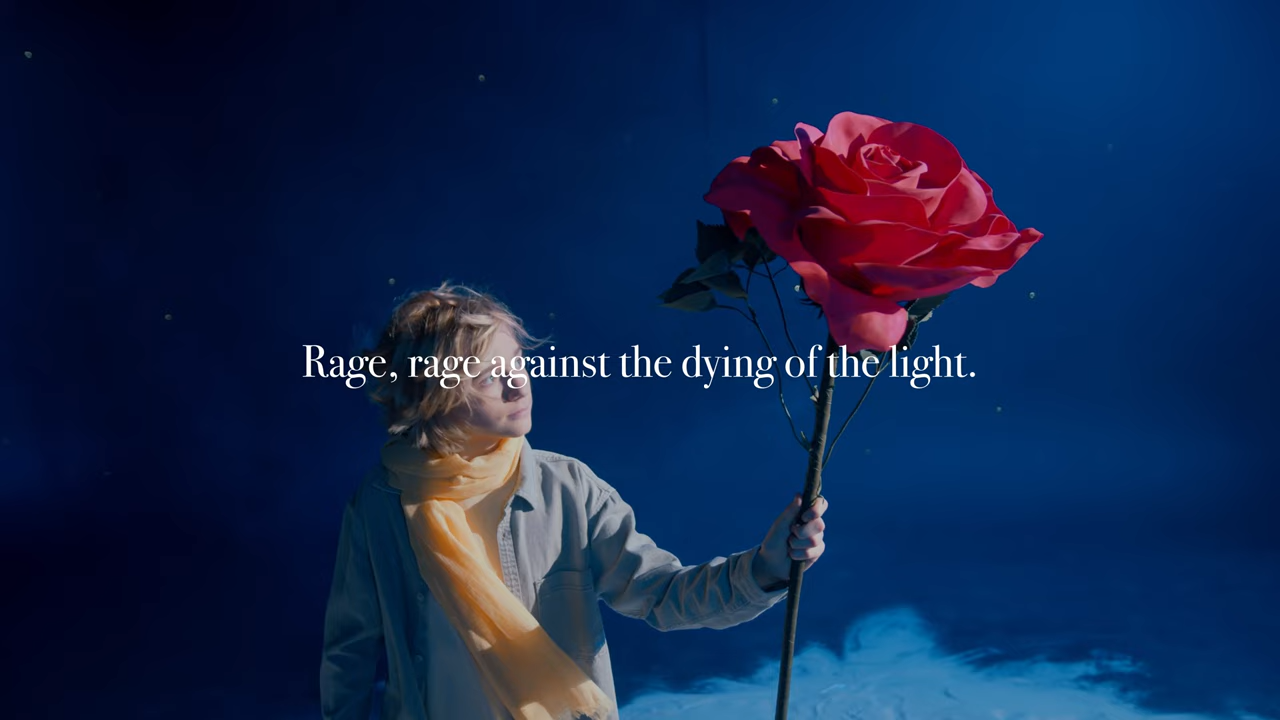 Rage, rage against the dying of the light.